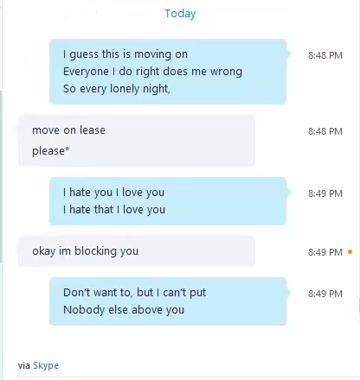 Today
I guess this is moving on
Everyone I do right does me wrong
So every lonely night,
8:48 PM
move on lease
please*
8:48 PM
I hate you I love you
I hate that I love you
8:49 PM
okay im blocking you
8:49 PM
Don't want to, but I can't put
Nobody else above you
8:49 PM
via Skype